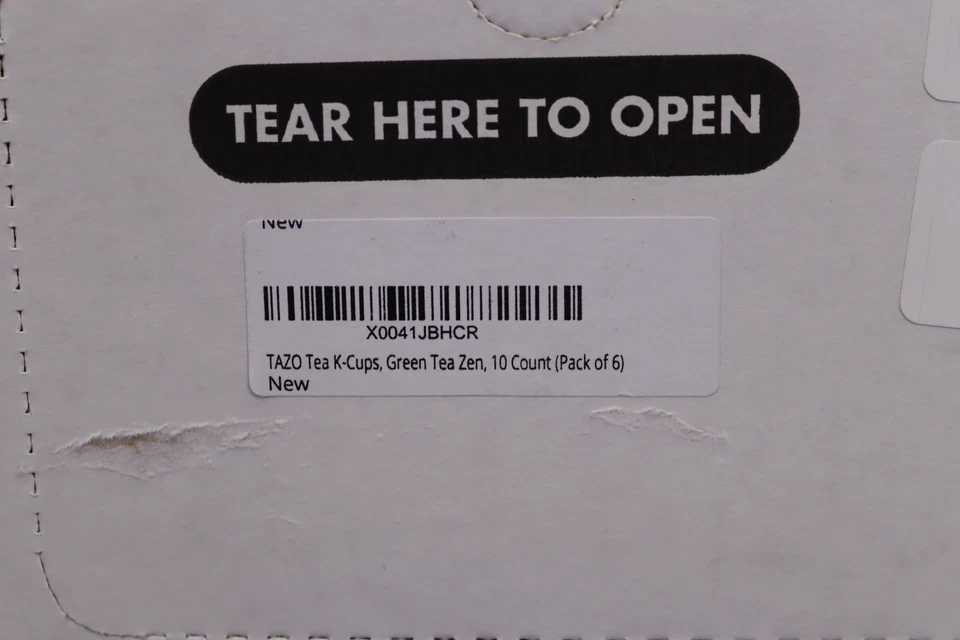 TEAR HERE TO OPEN
New
X0041JBHCR
TAZO Tea K-Cups, Green Tea Zen, 10 Count (Pack of 6)
New